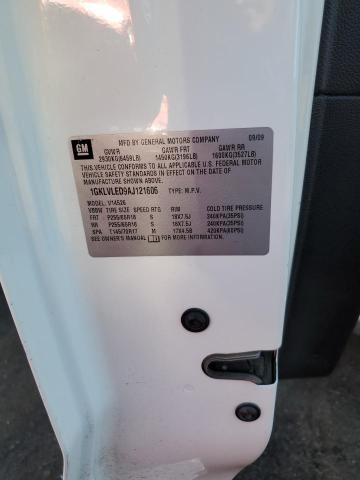 GM
MFD BY GENERAL MOTORS COMPANY 09/09
GVWR GAWR FRT GAWR RR
2930KG(6459LB) 1450KG(3196LB) 1600KG(3527LB)
THIS VEHICLE CONFORMS TO ALL APPLICABLE U.S. FEDERAL MOTOR
VEHICLE SAFETY STANDARDS IN EFFECT ON THE DATE OF
MANUFACTURE SHOWN ABOVE.
1GKLVLED9AJ121606 TYPE: M.P.V.
MODEL: V14526
TIRE SIZE SPEED RTG RIM COLD TIRE PRESSURE
FRT P255/65R18 S 18X7.5J 240KPA(35PSI)
RR P255/65R18 S 18X7.5J 240KPA(35PSI)
SPA T145/70R17 M 17X4.5B 420KPA(60PSI)
SEE OWNER'S MANUAL FOR MORE INFORMATION